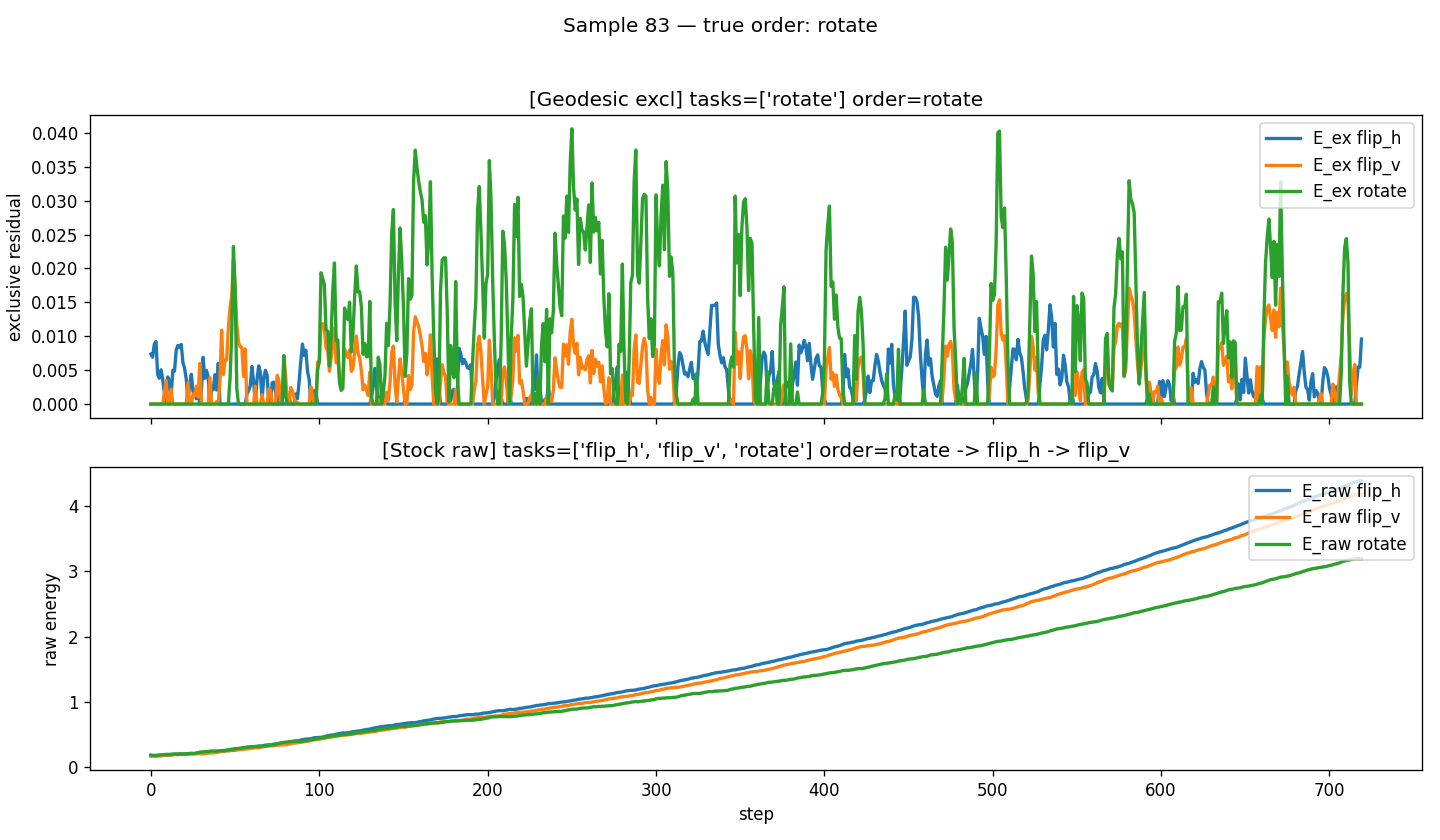 Sample 83 — true order: rotate
[Geodesic excl] tasks=['rotate'] order=rotate
exclusive residual
0.040
0.035
0.030
0.025
0.020
0.015
0.010
0.005
0.000
E_ex flip_h
E_ex flip_v
E_ex rotate
[Stock raw] tasks=['flip_h', 'flip_v', 'rotate'] order=rotate -> flip_h -> flip_v
raw energy
4
3
2
1
0
E_raw flip_h
E_raw flip_v
E_raw rotate
0 100 200 300 400 500 600 700
step